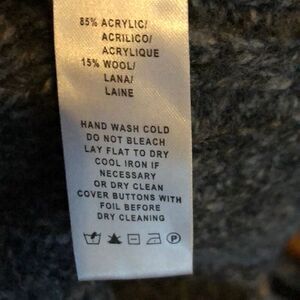 85% ACRYLIC/
ACRILICO/
ACRYLIQUE
15% WOOL/
LANA/
LAINE
HAND WASH COLD
DO NOT BLEACH
LAY FLAT TO DRY
COOL IRON IF
NECESSARY
OR DRY CLEAN
COVER BUTTONS WITH
FOIL BEFORE
DRY CLEANING
P